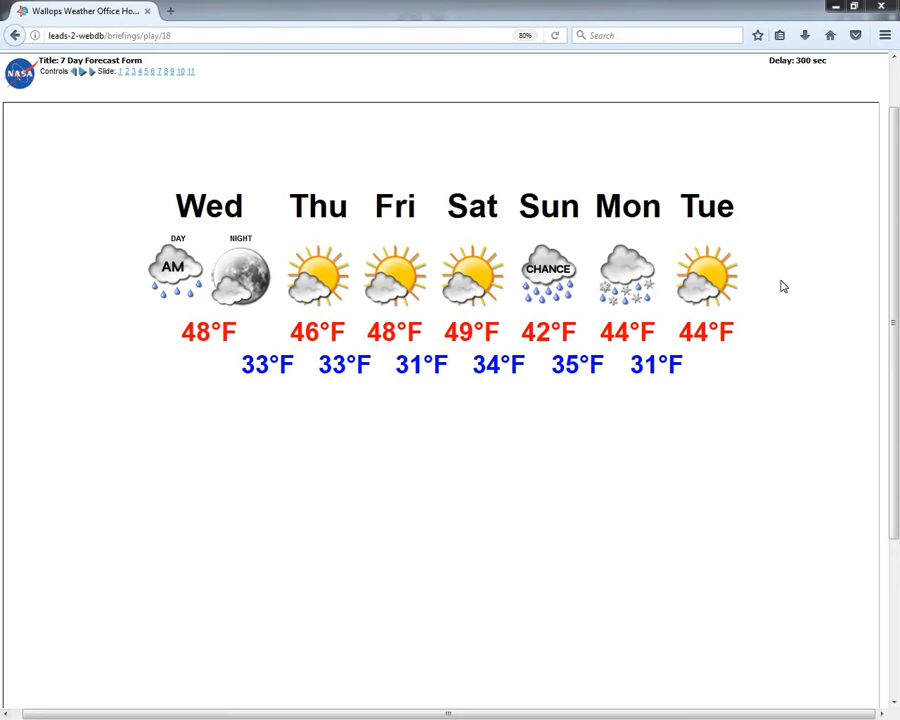 Wallops Weather Office Ho...
leads-2-webdb/briefings/play/18
80%
Search
NASA
Title: 7 Day Forecast Form
Delay: 300 sec
Controls Slide: 1 2 3 4 5 6 7 8 9 10 11
Wed Thu Fri Sat Sun Mon Tue
DAY NIGHT
AM
CHANCE
48°F 46°F 48°F 49°F 42°F 44°F 44°F
33°F 33°F 31°F 34°F 35°F 31°F